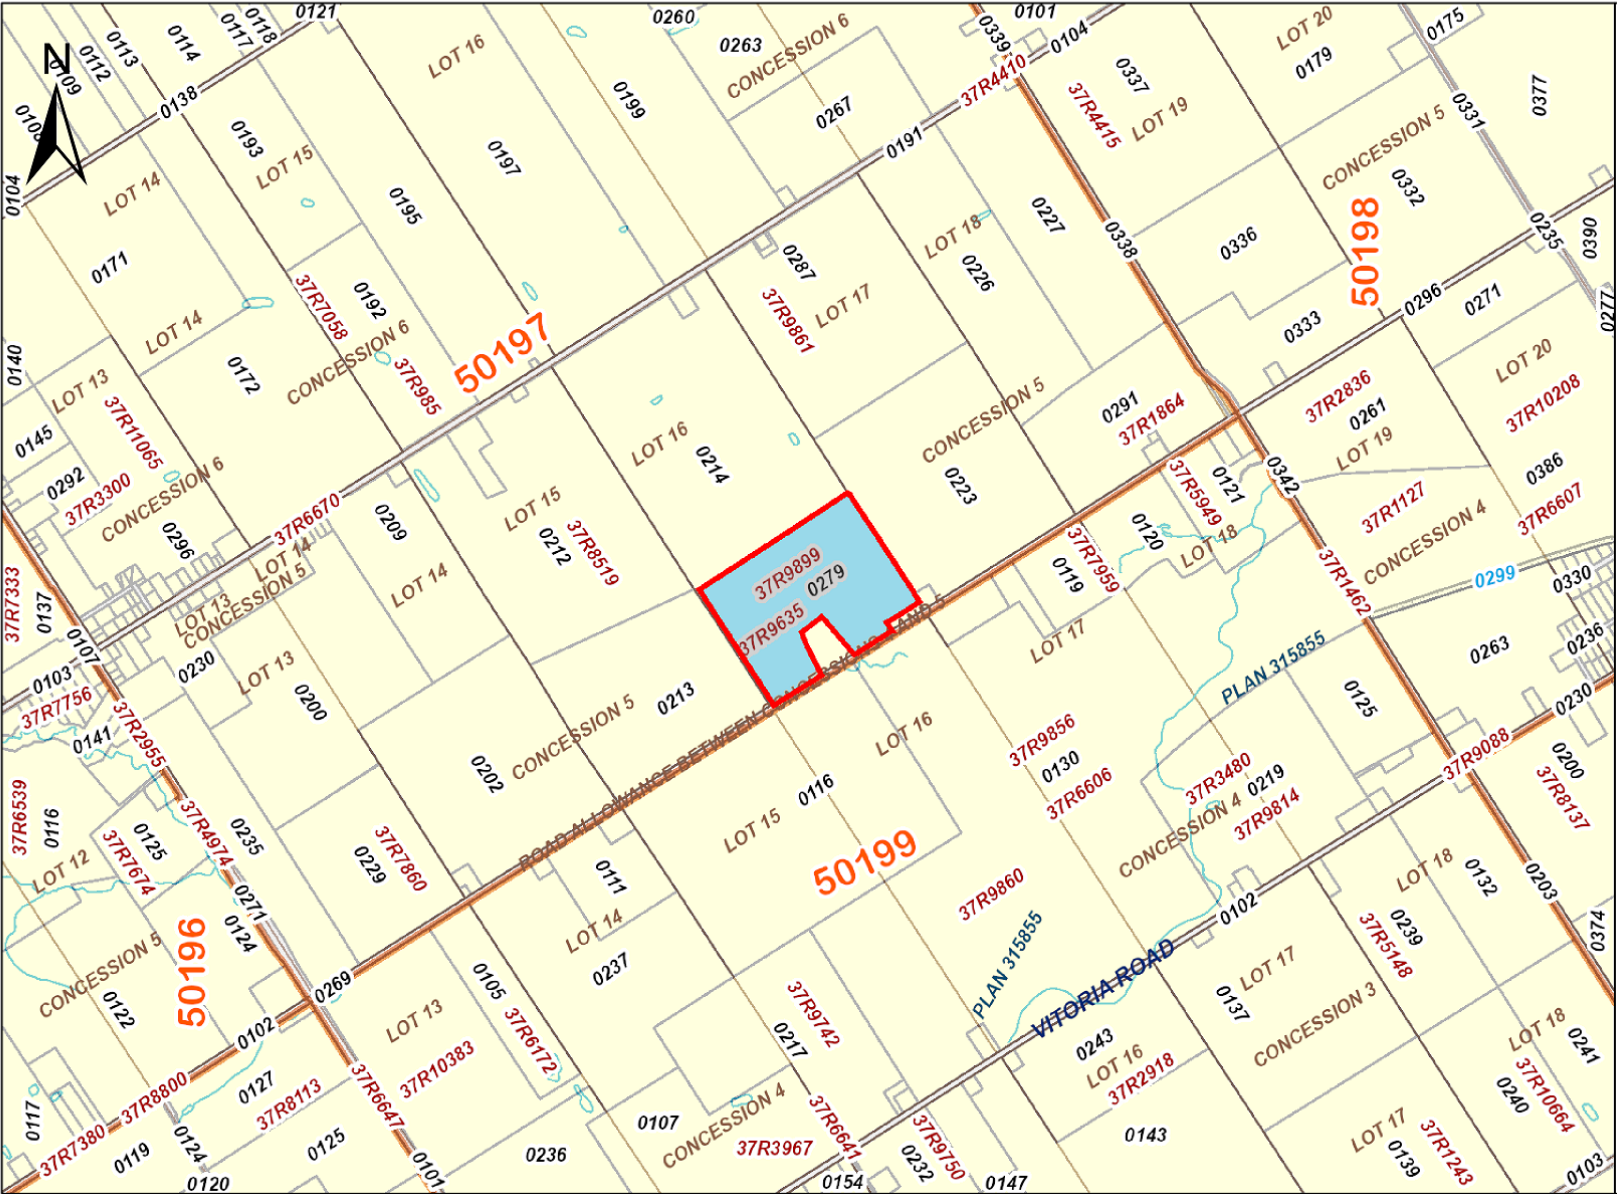 0121
0260
0101
LOT 20
0175
0113
0114
0117
0118
LOT 16
0263
CONCESSION 6
0339
0104
0179
N
0112
0109
0108
0138
0199
0267
37R4410
37R4415
0337
LOT 19
0331
0377
0193
LOT 15
0197
0191
CONCESSION 5
0104
LOT 14
0195
0227
0332
LOT 18
0338
0336
50198
0235
0390
0171
37R7058
0192
0287
0226
0296
0271
0277
LOT 14
50197
37R9861
LOT 17
0333
0140
0172
CONCESSION 6
37R985
LOT 20
LOT 13
37R11065
CONCESSION 5
0291
37R1864
37R2836
0261
37R10208
0145
LOT 16
0214
LOT 19
0292
37R3300
CONCESSION 6
0223
37R5949
0121
0342
0386
37R6607
37R6670
0209
LOT 15
0212
37R8519
0120
LOT 18
37R1127
CONCESSION 4
0296
LOT 14
CONCESSION 5
LOT 13
LOT 14
37R9899
0279
37R7959
0119
37R1462
0299
0330
37R7333
0137
0107
37R9635
LOT 17
0263
0236
0103
0230
LOT 13
PLAN 315855
37R7756
0200
CONCESSION 5
0213
ROAD ALLOWANCE BETWEEN CONCESSIONS 4 AND 5
LOT 16
0125
0230
0141
37R2955
37R9856
0130
37R6606
37R9088
0202
0116
37R3480
0219
37R9814
0200
37R8137
37R6539
0116
37R4974
0235
LOT 15
CONCESSION 4
0125
37R7674
LOT 12
0229
37R7860
50199
0111
37R9860
LOT 18
0132
0203
0271
0124
0102
0239
37R5148
0374
50196
CONCESSION 5
LOT 14
0237
PLAN 315855
VITORIA ROAD
LOT 17
0122
0269
0105
37R9742
0137
0102
LOT 13
37R6172
0217
0243
LOT 16
37R2918
CONCESSION 3
LOT 18
0241
37R10383
37R8800
0127
37R8113
37R6647
37R10664
0240
0117
37R7380
0119
0124
0125
0107
CONCESSION 4
37R6641
37R9750
0143
LOT 17
0139
37R1243
0236
37R3967
0232
0103
0120
0101
0154
0147